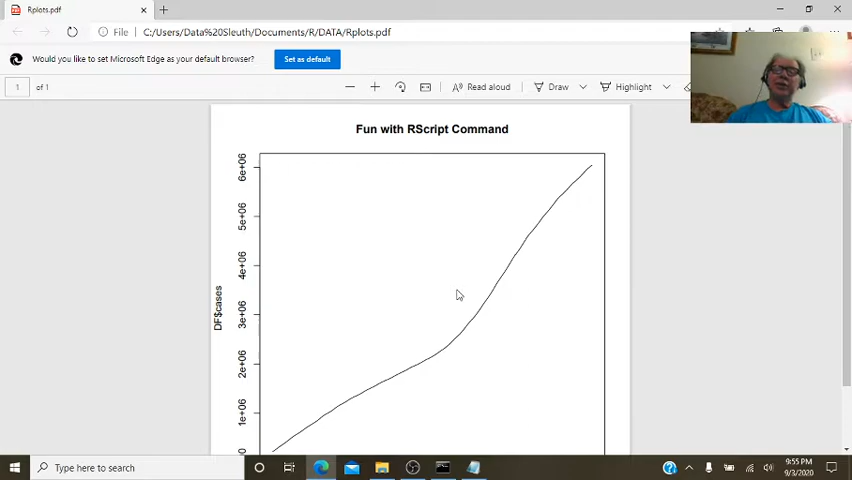 Rplots.pdf
File
C:/Users/Data%20Sleuth/Documents/R/DATA/Rplots.pdf
Would you like to set Microsoft Edge as your default browser?
Set as default
1
of 1
Read aloud
Draw
Highlight
Fun with RScript Command
6e+06
5e+06
4e+06
3e+06
2e+06
1e+06
0
DF$cases
Type here to search
9:55 PM
9/3/2020